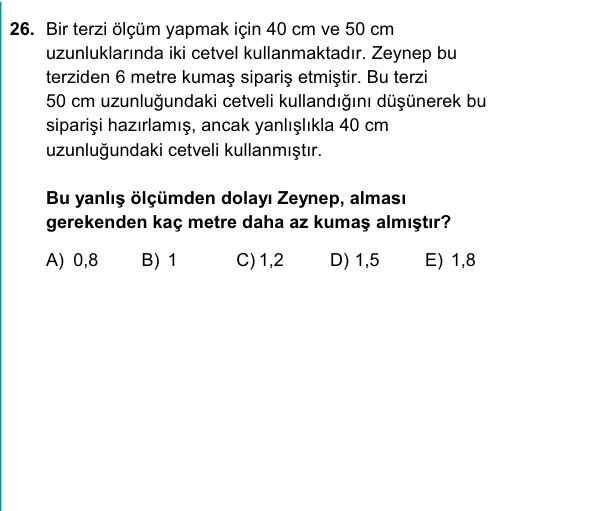 26. Bir terzi ölçüm yapmak için 40 cm ve 50 cm
uzunluklarında iki cetvel kullanmaktadır. Zeynep bu
terziden 6 metre kumaş sipariş etmiştir. Bu terzi
50 cm uzunluğundaki cetveli kullandığını düşünerek bu
siparişi hazırlamış, ancak yanlışlıkla 40 cm
uzunluğundaki cetveli kullanmıştır.
Bu yanlış ölçümden dolayı Zeynep, alması
gerekenden kaç metre daha az kumaş almıştır?
A) 0,8 B) 1 C) 1,2 D) 1,5 E) 1,8